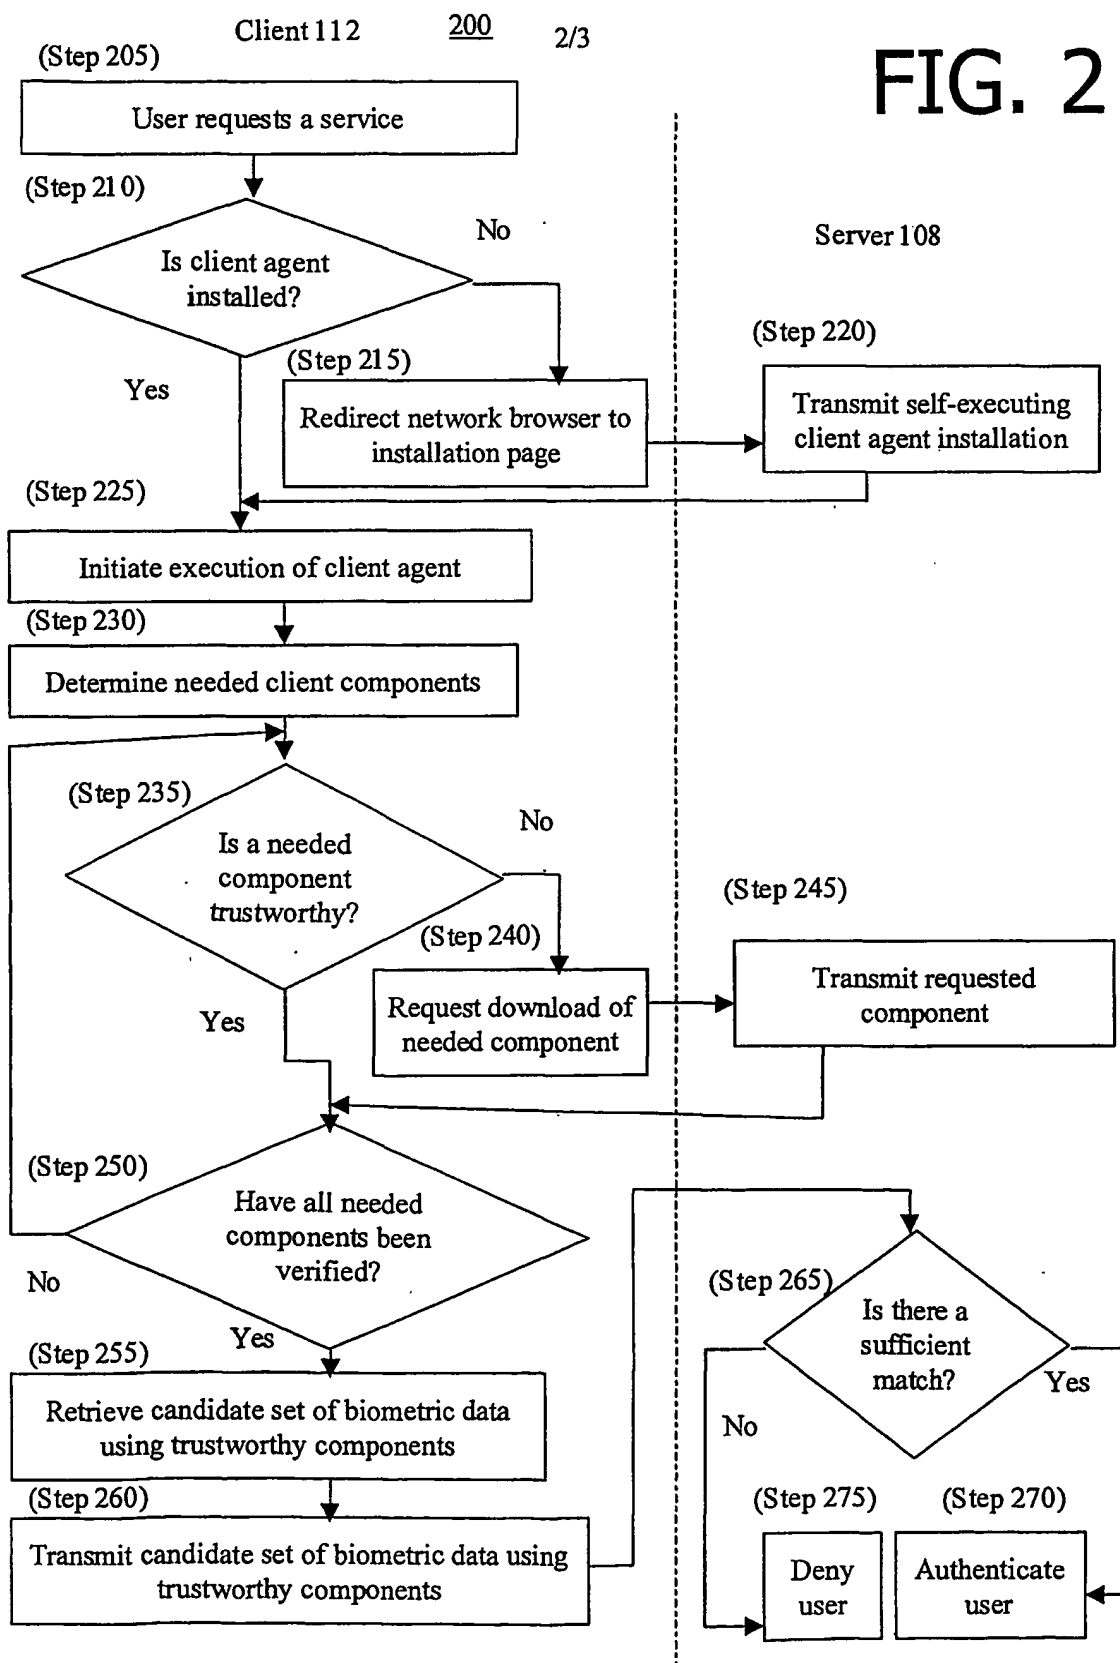 Client 112
200
2/3
FIG. 2
(Step 205)
User requests a service
(Step 210)
Is client agent
installed?
No
Yes
Server 108
(Step 215)
Redirect network browser to
installation page
(Step 220)
Transmit self-executing
client agent installation
(Step 225)
Initiate execution of client agent
(Step 230)
Determine needed client components
(Step 235)
Is a needed
component
trustworthy?
No
Yes
(Step 240)
Request download of
needed component
(Step 245)
Transmit requested
component
(Step 250)
Have all needed
components been
verified?
No
Yes
(Step 255)
Retrieve candidate set of biometric data
using trustworthy components
(Step 260)
Transmit candidate set of biometric data using
trustworthy components
(Step 265)
Is there a
sufficient
match?
No
Yes
(Step 275)
Deny
user
(Step 270)
Authenticate
user